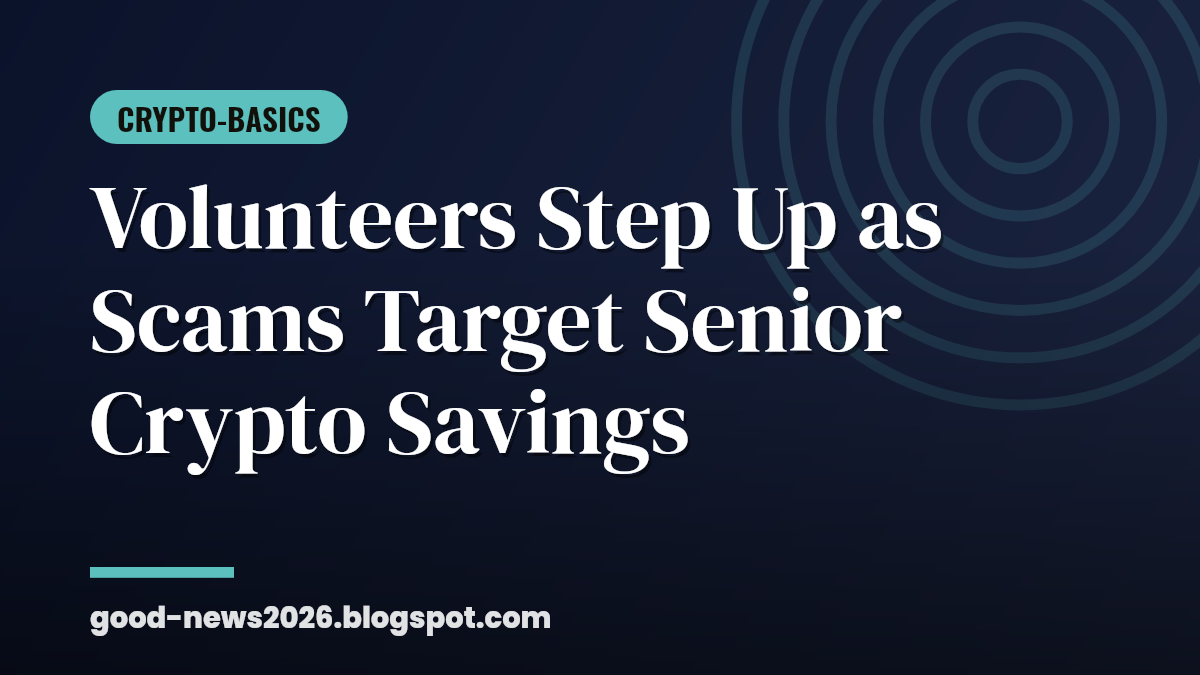 CRYPTO-BASICS
Volunteers Step Up as
Scams Target Senior
Crypto Savings
good-news2026.blogspot.com